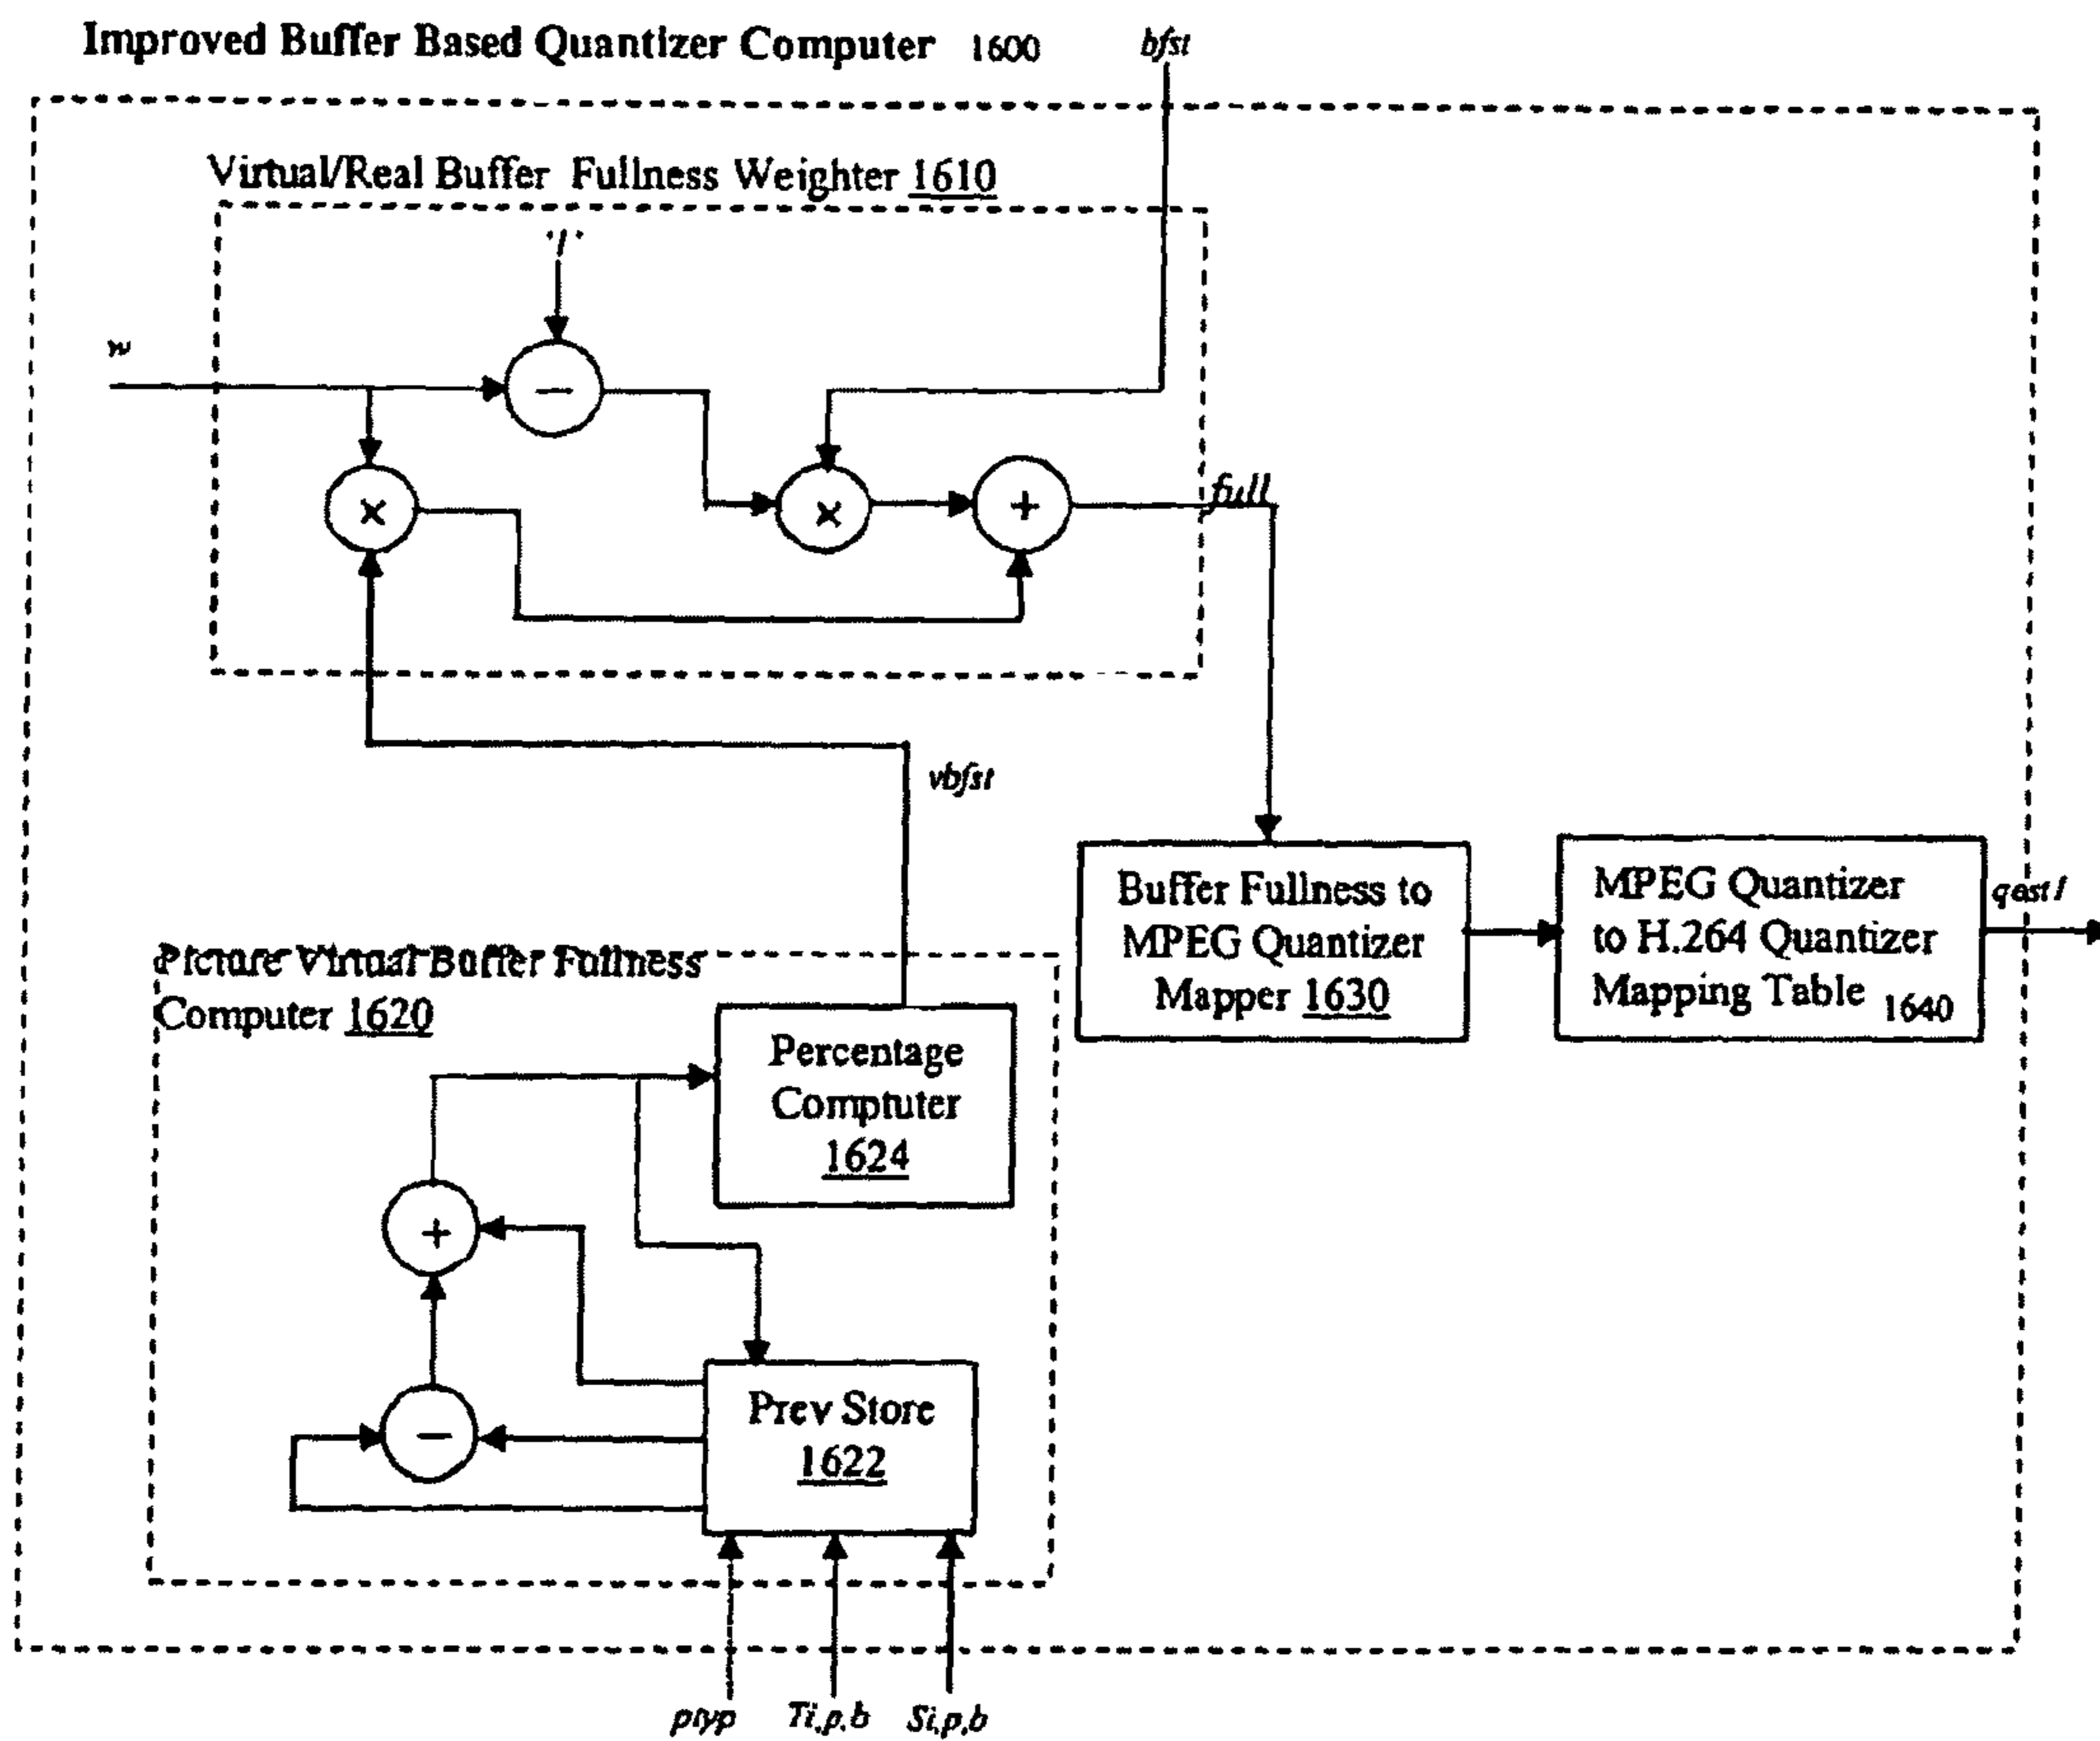 Improved Buffer Based Quantizer Computer 1600
bfst
Virtual/Real Buffer Fullness Weighter 1610
w
−
×
×
+
full
vbfst
Buffer Fullness to
MPEG Quantizer
Mapper 1630
MPEG Quantizer
to H.264 Quantizer
Mapping Table 1640
qest1
Picture Virtual Buffer Fullness
Computer 1620
Percentage
Comptuter
1624
+
−
Prev Store
1622
ptyp
Ti,p,b
Si,p,b